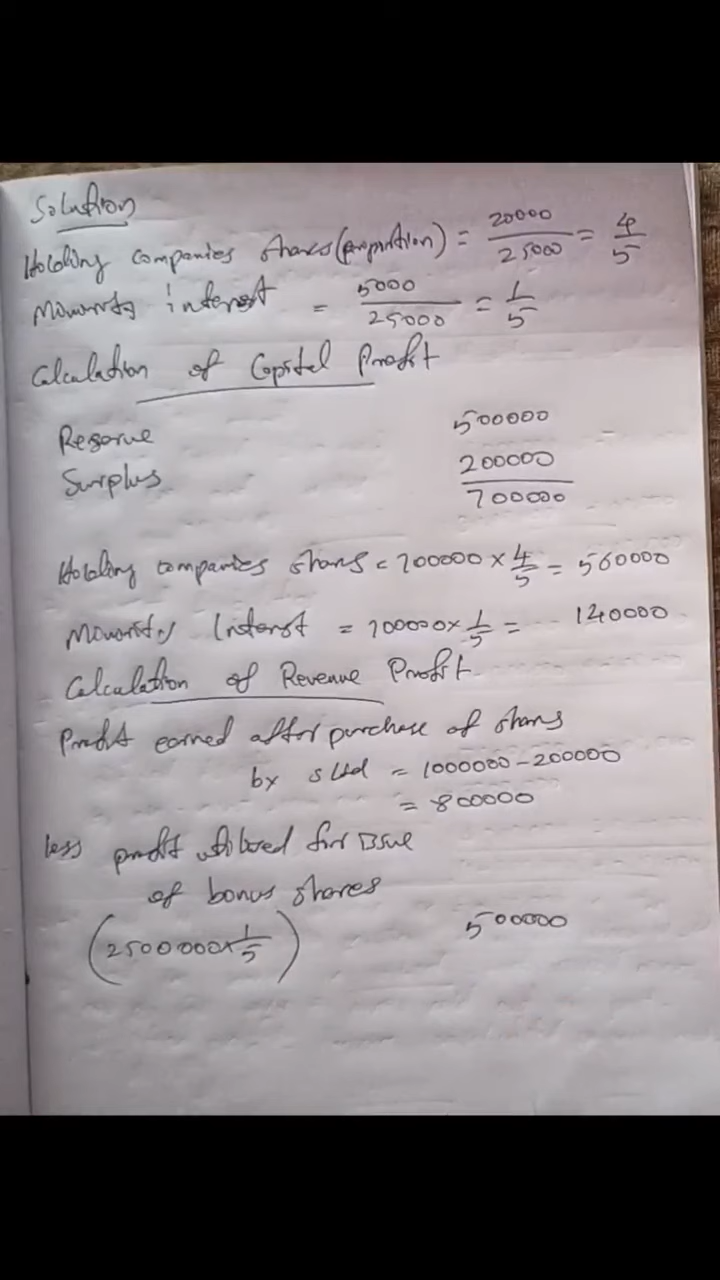 Solution
Holding companies shares (proportion) = 20000/25000 = 4/5
Minority interest = 5000/25000 = 1/5
Calculation of Capital Profit
Reserve 500000
Surplus 200000
700000
Holding companies shares = 700000 × 4/5 = 560000
Minority Interest = 700000 × 1/5 = 140000
Calculation of Revenue Profit
Profit earned after purchase of shares
by S Ltd = 1000000 - 200000
= 800000
less profit utilized for issue
of bonus shares
(2500000 × 1/5) 500000